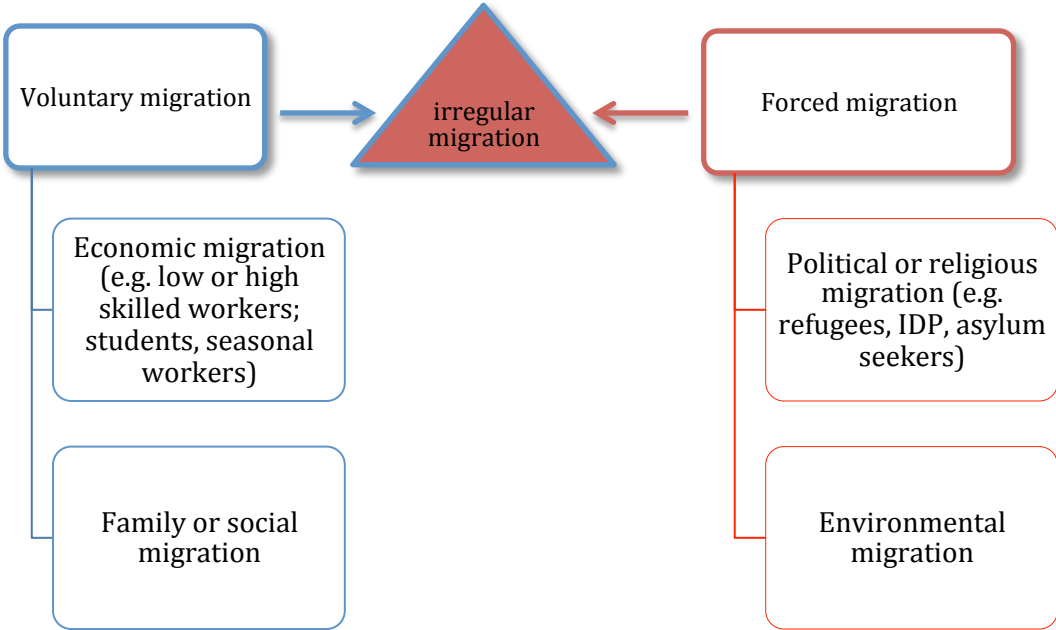 Voluntary migration
irregular
migration
Forced migration
Economic migration
(e.g. low or high
skilled workers;
students, seasonal
workers)
Political or religious
migration (e.g.
refugees, IDP, asylum
seekers)
Family or social
migration
Environmental
migration